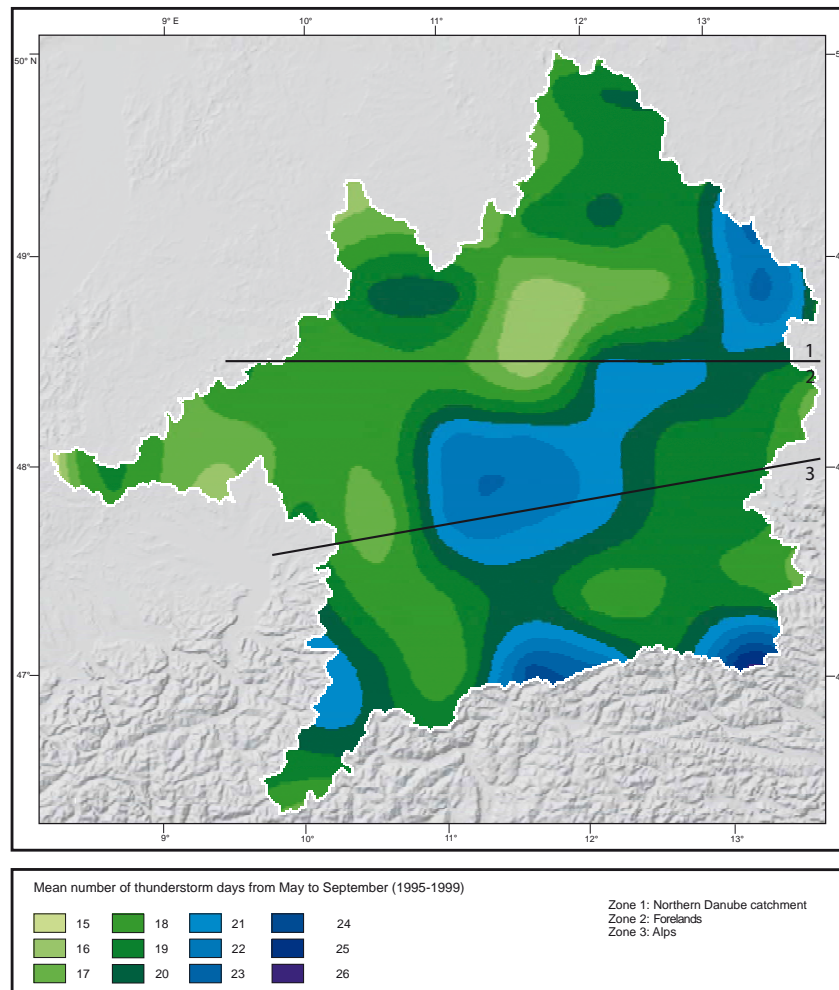 9° E 10° 11° 12° 13°
50° N
49°
48°
47°
1
2
3
9° 10° 11° 12° 13°
Mean number of thunderstorm days from May to September (1995-1999)
15 18 21 24
16 19 22 25
17 20 23 26
Zone 1: Northern Danube catchment
Zone 2: Forelands
Zone 3: Alps